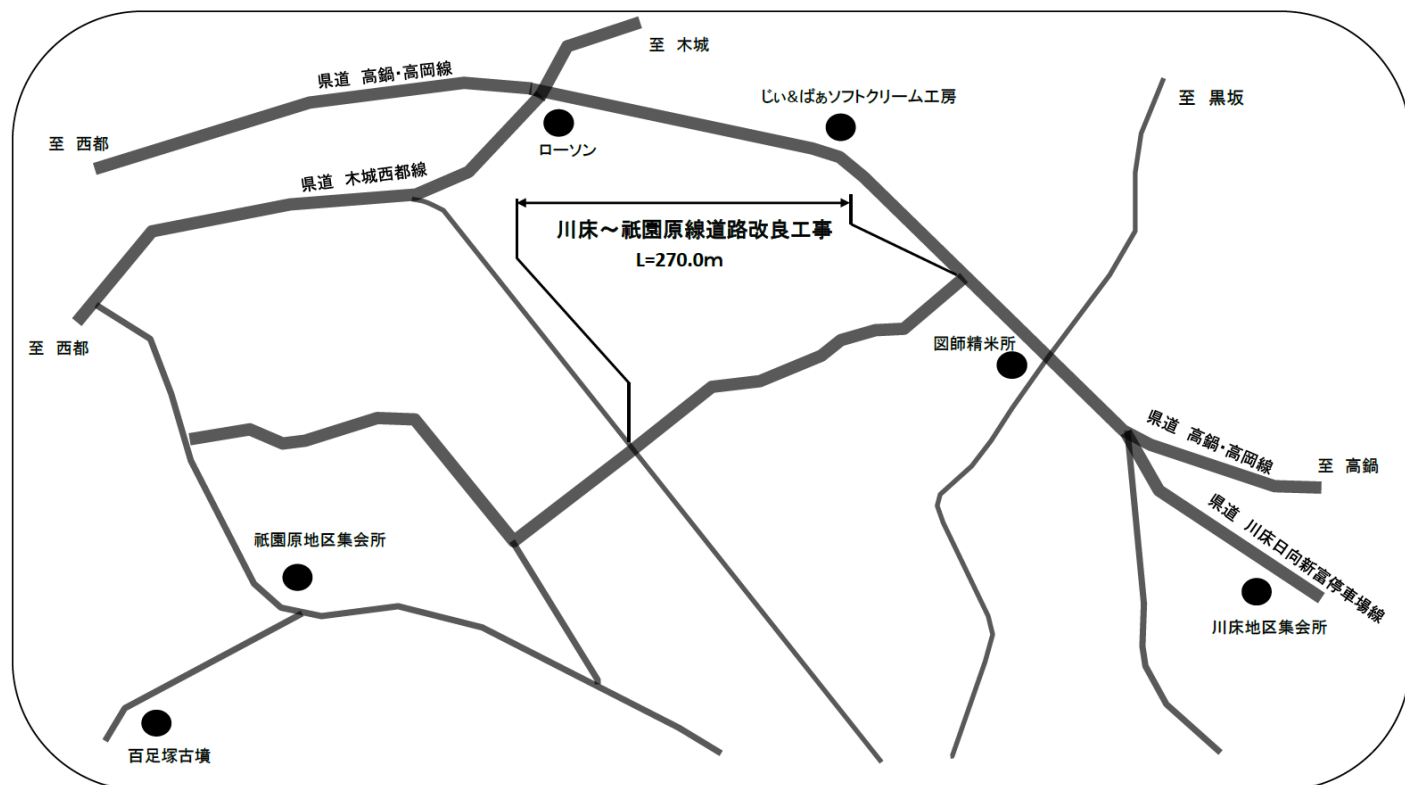 至 木城
県道 高鍋・高岡線
じぃ&ばぁソフトクリーム工房
至 黒坂
至 西都
ローソン
県道 木城西都線
川床～祇園原線道路改良工事
L=270.0m
至 西都
図師精米所
県道 高鍋・高岡線
至 高鍋
県道 川床日向新富停車場線
祇園原地区集会所
川床地区集会所
百足塚古墳